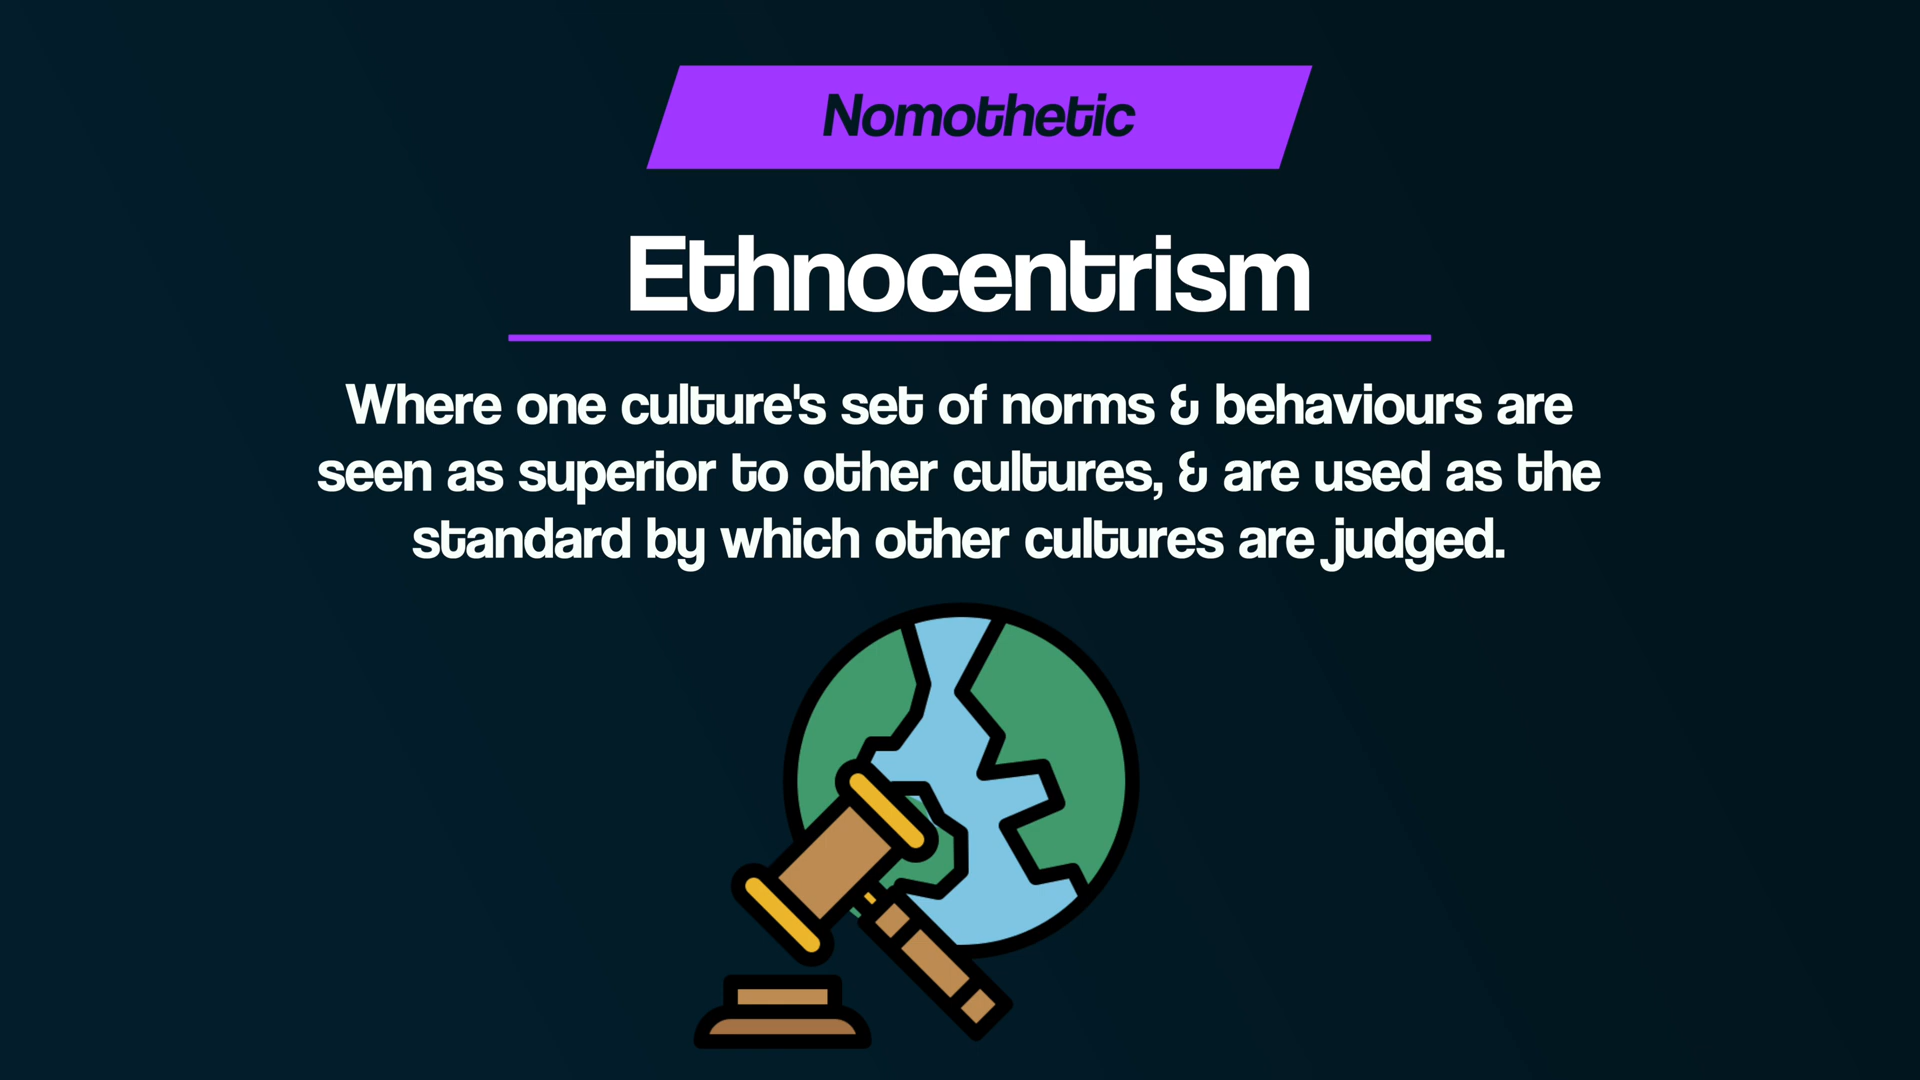 Nomothetic
Ethnocentrism
Where one culture's set of norms & behaviours are
seen as superior to other cultures, & are used as the
standard by which other cultures are judged.